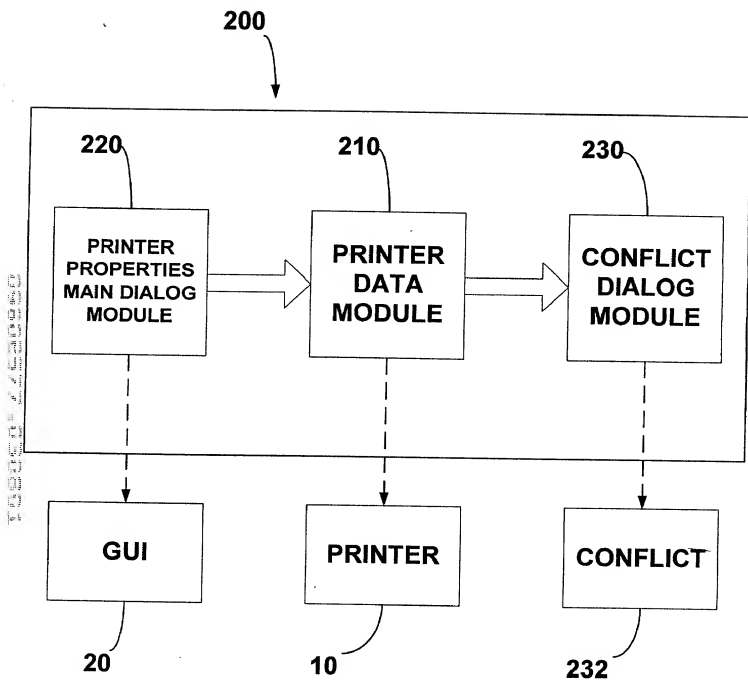 200
220
210
230
PRINTER
PROPERTIES
MAIN DIALOG
MODULE
PRINTER
DATA
MODULE
CONFLICT
DIALOG
MODULE
GUI
PRINTER
CONFLICT
20
10
232